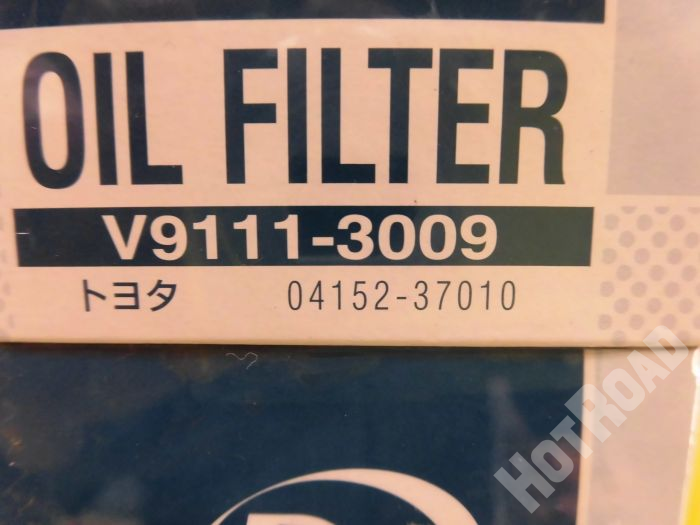 OIL FILTER
V9111-3009
トヨタ 04152-37010
HOTROAD